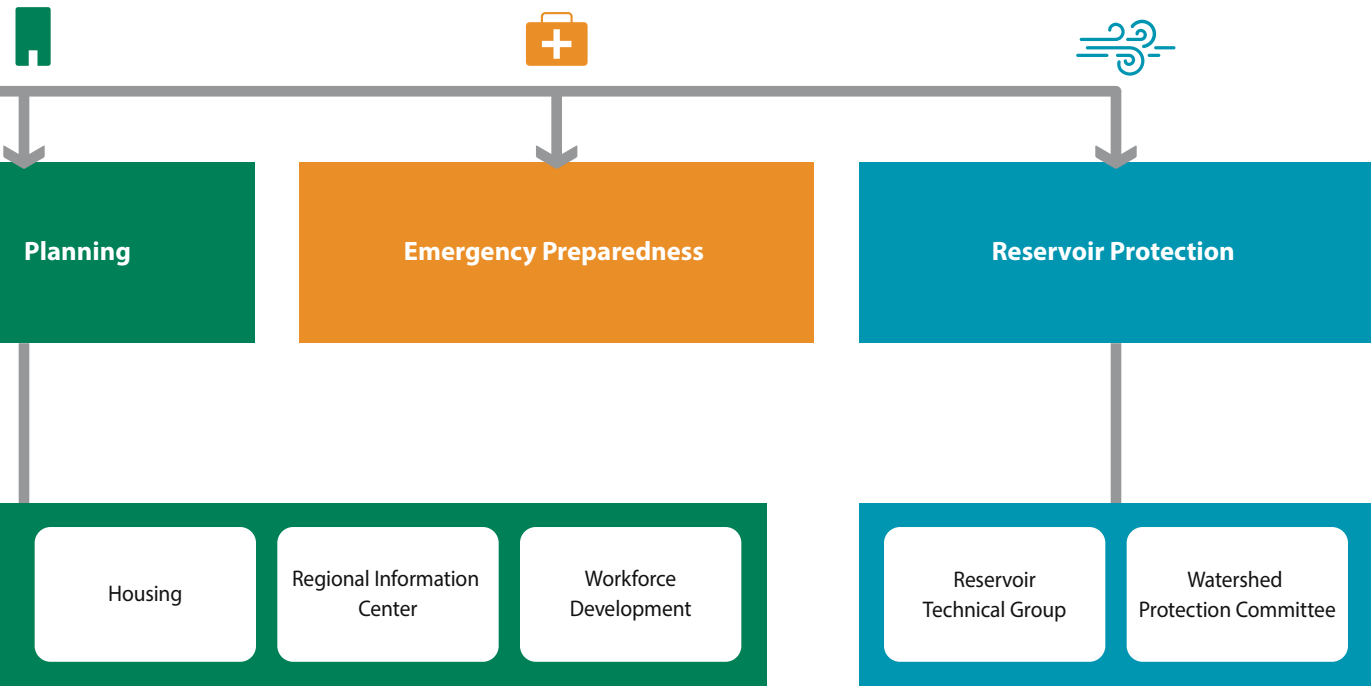 Planning
Emergency Preparedness
Reservoir Protection
Housing
Regional Information
Center
Workforce
Development
Reservoir
Technical Group
Watershed
Protection Committee